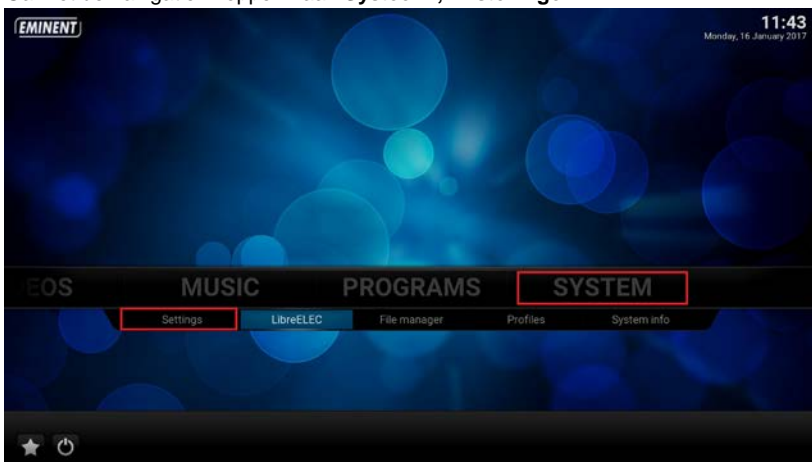 EMINENT
11:43
Monday, 16 January 2017
EOS MUSIC PROGRAMS SYSTEM
Settings LibreELEC File manager Profiles System info